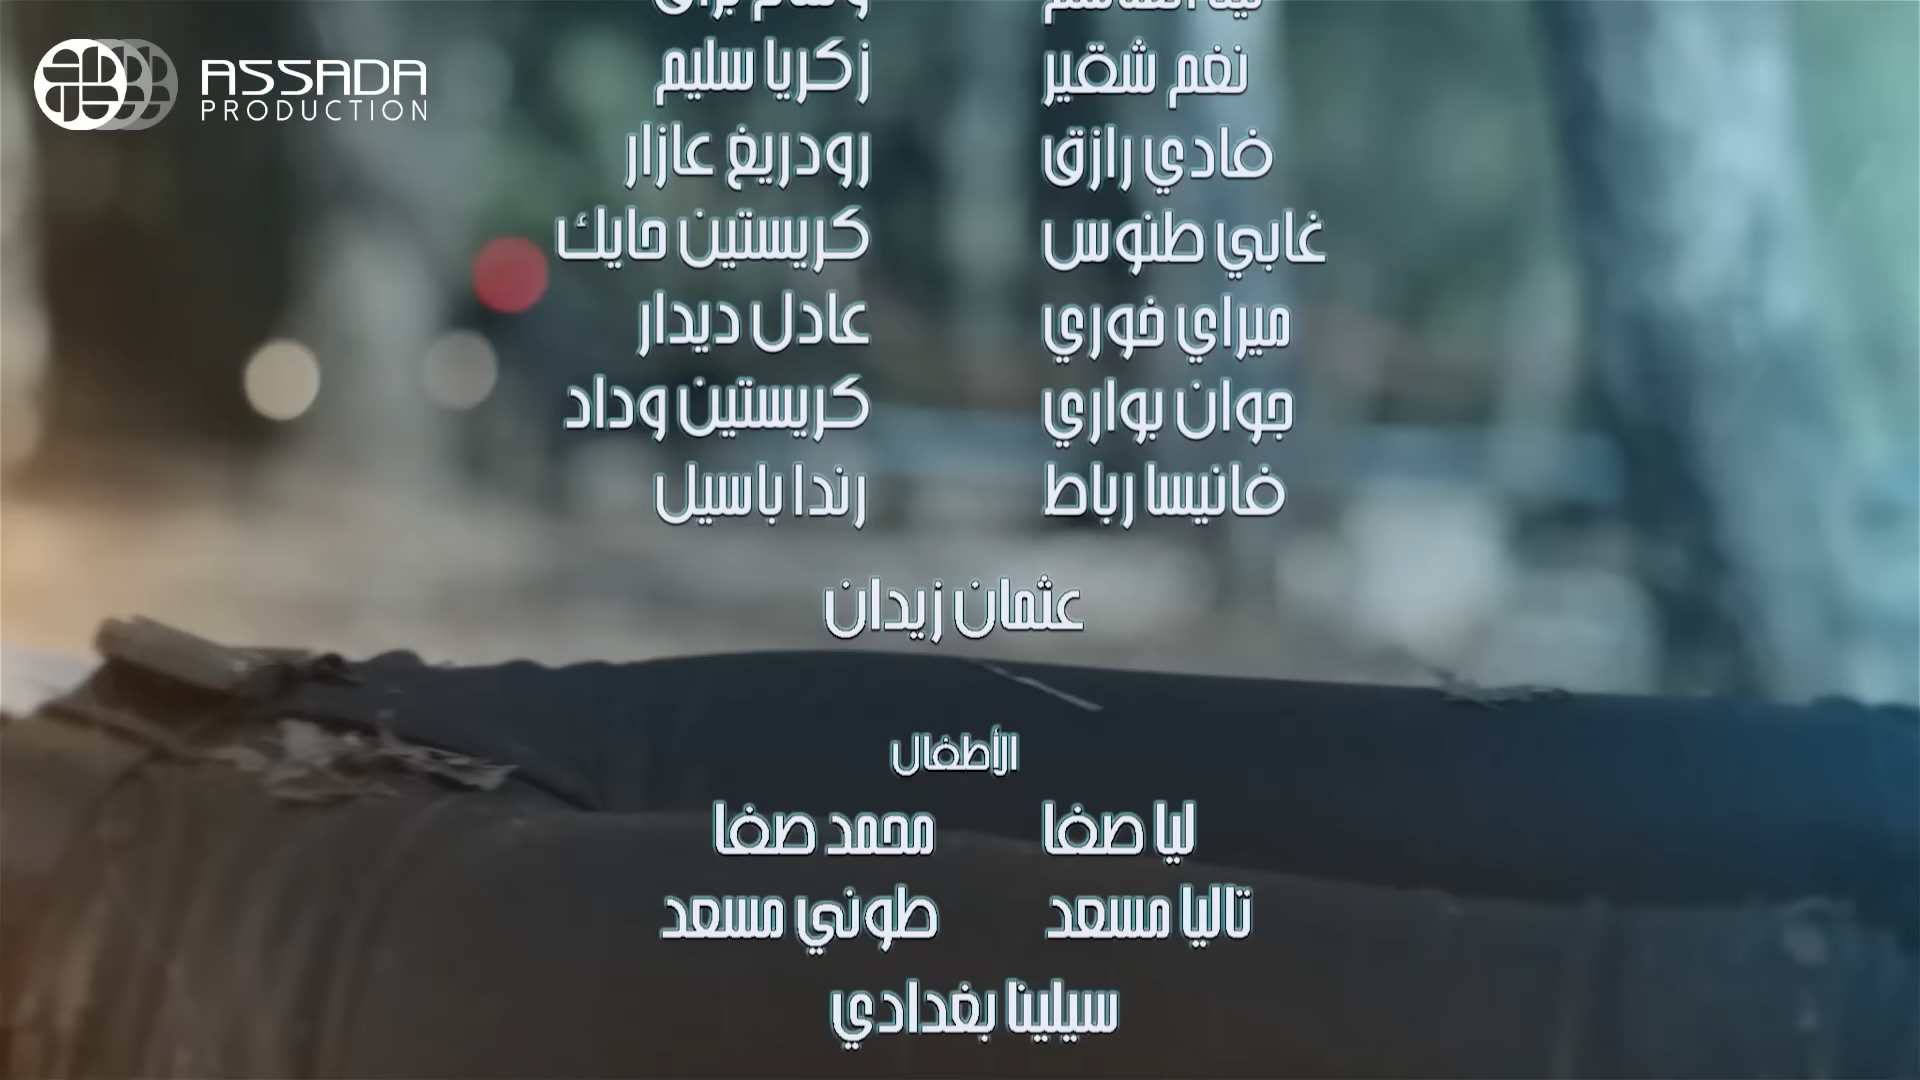 ASSADA
PRODUCTION
نغم شقير زكريا سليم
فادي رازق رودريغ عازار
غابي طنوس كريستين حايك
ميراي خوري عادل ديدار
جوان بواري كريستين وداد
فانيسا رباط رندا باسيل
عثمان زيدان
الأطفال
ليا صفا محمد صفا
تاليا مسعد طوني مسعد
سيلينا بغدادي